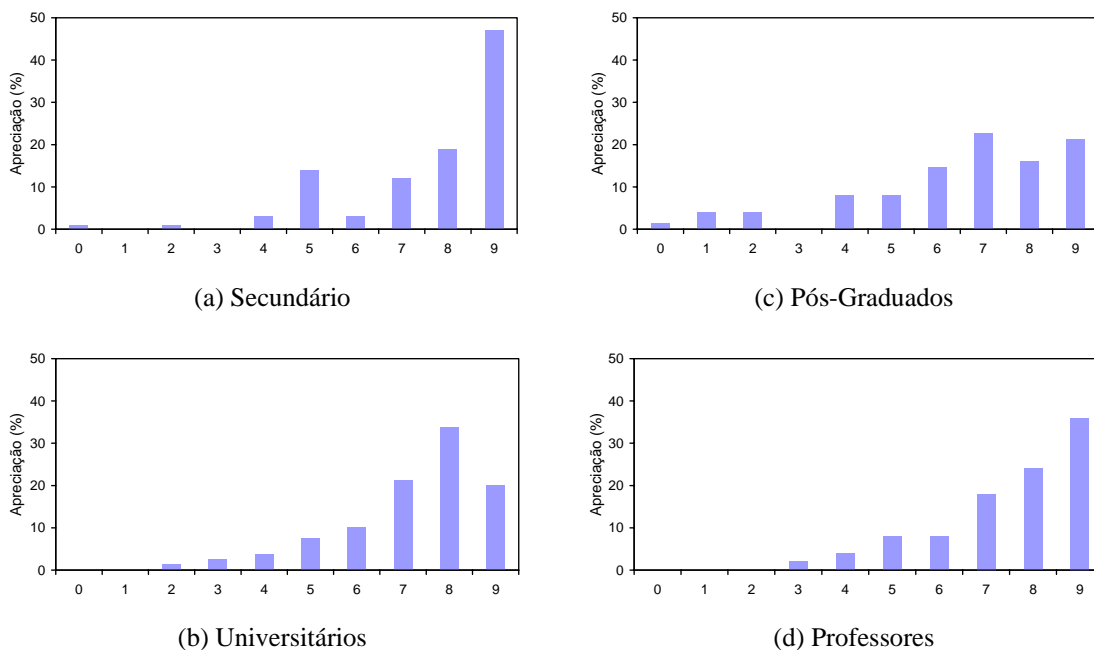 Apreciação (%)
50
40
30
20
10
0
0 1 2 3 4 5 6 7 8 9
(a) Secundário
Apreciação (%)
50
40
30
20
10
0
0 1 2 3 4 5 6 7 8 9
(c) Pós-Graduados
Apreciação (%)
50
40
30
20
10
0
0 1 2 3 4 5 6 7 8 9
(b) Universitários
Apreciação (%)
50
40
30
20
10
0
0 1 2 3 4 5 6 7 8 9
(d) Professores